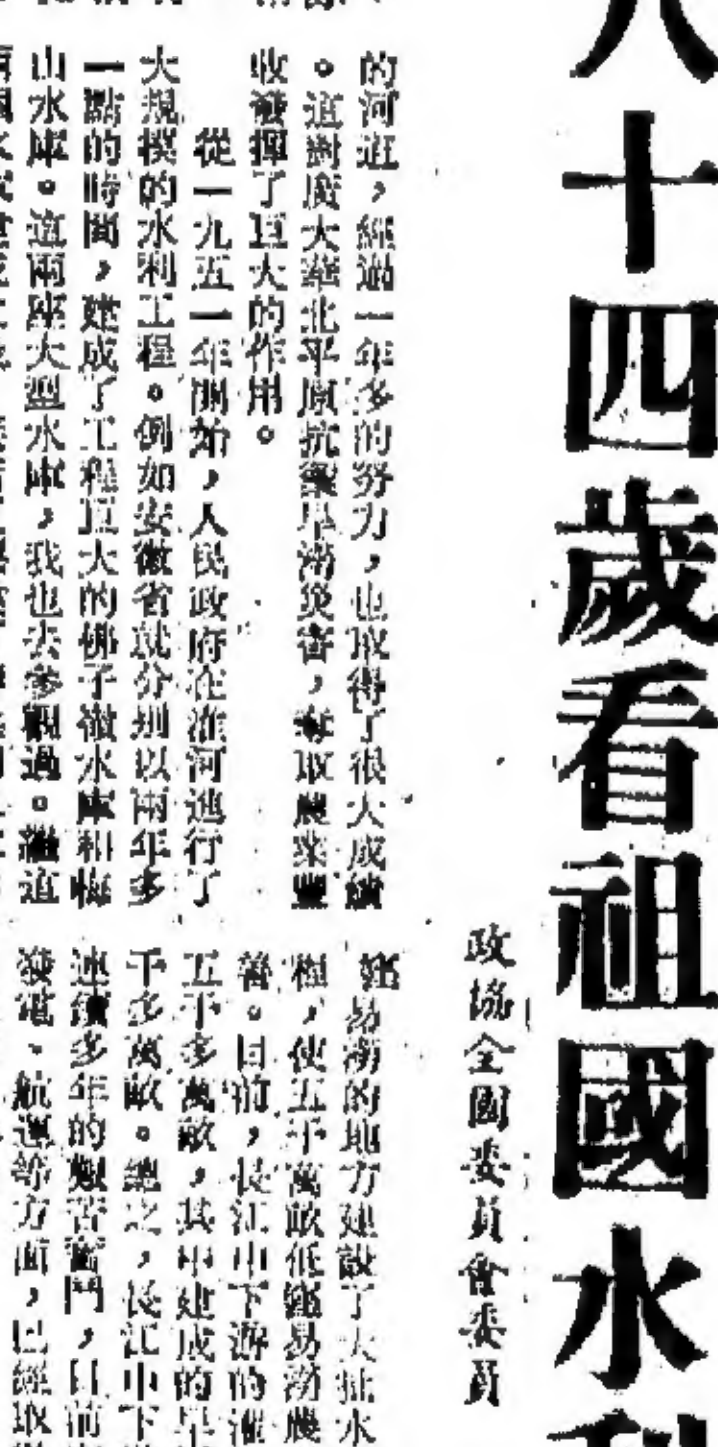 八十四歲看祖國水利
政協全國委員會委員
的河道，經過一年多的努力，也取得了很大成績
。這對廣大華北平原抗禦旱澇災害，奪取農業豐
收發揮了巨大的作用。
從一九五一年開始，人民政府在淮河進行了
大規模的水利工程。例如安徽省就分別以兩年多
一點的時間，建成了工程巨大的佛子嶺水庫和梅
山水庫。這兩座大型水庫，我也去參觀過。繼這
窪易澇的地方建設了大批水
程，使五千萬畝低窪易澇農
善。目前，長江中下游的灌
五千多萬畝，其中建成的旱
千多萬畝。總之，長江中下
連續多年的艱苦奮鬥，目前
發電、航運等方面，已經取